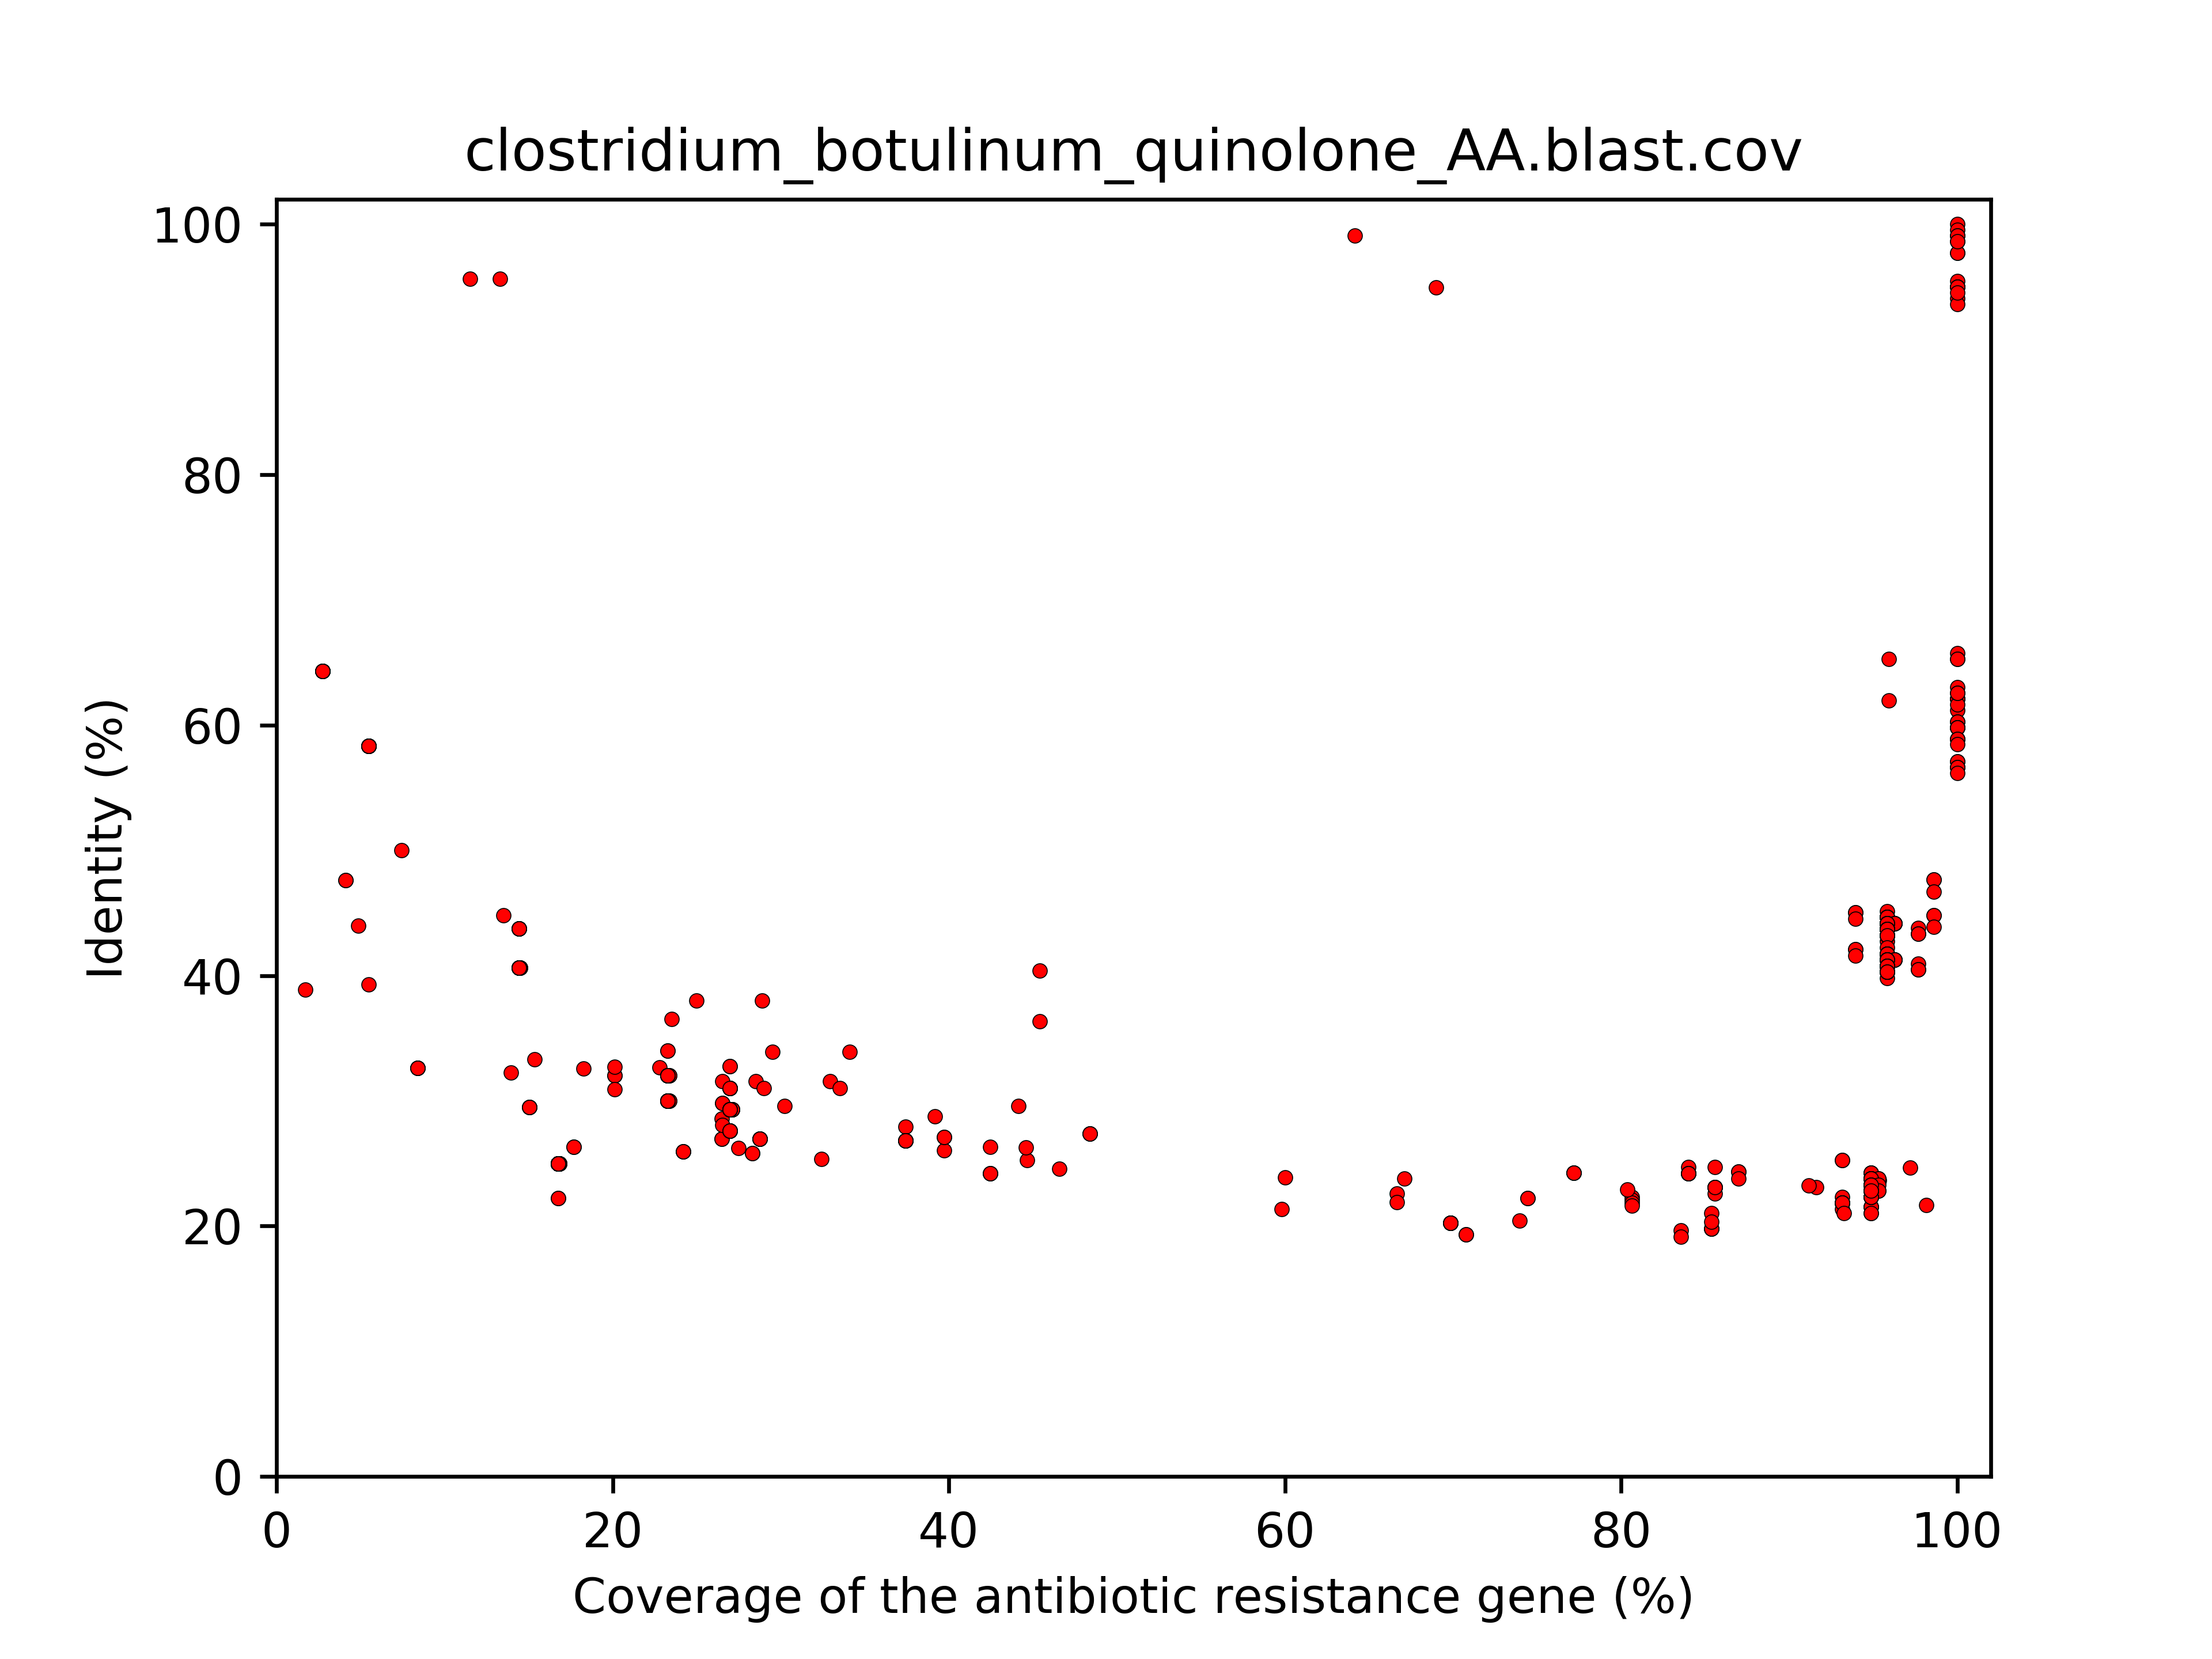 clostridium_botulinum_quinolone_AA.blast.cov
100
80
60
40
20
0
Identity (%)
0 20 40 60 80 100
Coverage of the antibiotic resistance gene (%)